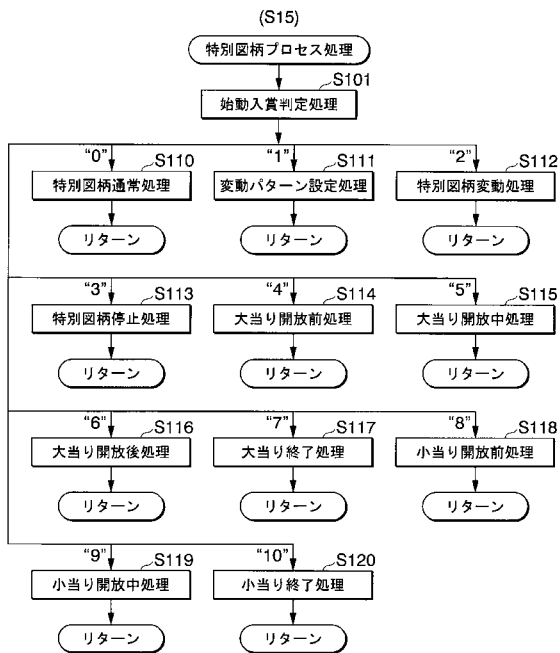 (S15)
特別図柄プロセス処理
S101
始動入賞判定処理
“0”
S110
特別図柄通常処理
リターン
“1”
S111
変動パターン設定処理
リターン
“2”
S112
特別図柄変動処理
リターン
“3”
S113
特別図柄停止処理
リターン
“4”
S114
大当り開放前処理
リターン
“5”
S115
大当り開放中処理
リターン
“6”
S116
大当り開放後処理
リターン
“7”
S117
大当り終了処理
リターン
“8”
S118
小当り開放前処理
リターン
“9”
S119
小当り開放中処理
リターン
“10”
S120
小当り終了処理
リターン